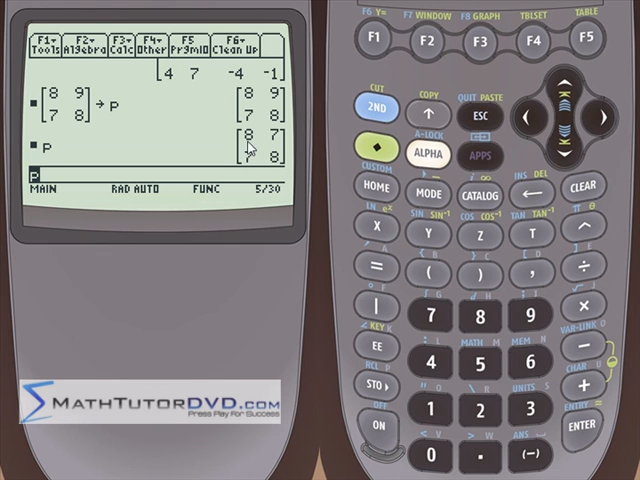 F1▾ Tools F2▾ Algebra F3▾ Calc F4▾ Other F5 PrgmIO F6▾ Clean Up
4 7 -4 -1
[8 9 → P [8 9
7 8] 7 8]
P [8 7
7 8]
P
MAIN RAD AUTO FUNC 5/30
MATHTUTORDVD.COM
Press Play For Success
F6 Y= F7 WINDOW F8 GRAPH TBLSET TABLE
F1 F2 F3 F4 F5
CUT COPY QUIT PASTE
2ND ↑ ESC
A-LOCK
◆ ALPHA APPS
CUSTOM INS DEL
HOME MODE CATALOG ← CLEAR
LN eˣ SIN SIN⁻¹ COS COS⁻¹ TAN TAN⁻¹ π θ
X Y Z T ^
= ( ) , ÷
| 7 8 9 ×
KEY K L MATH M MEM N VAR-LINK O
EE 4 5 6 −
RCL P UNITS S CHAR U
STO▸ 1 2 3 +
OFF V W ANS ENTRY =
ON 0 . (−) ENTER